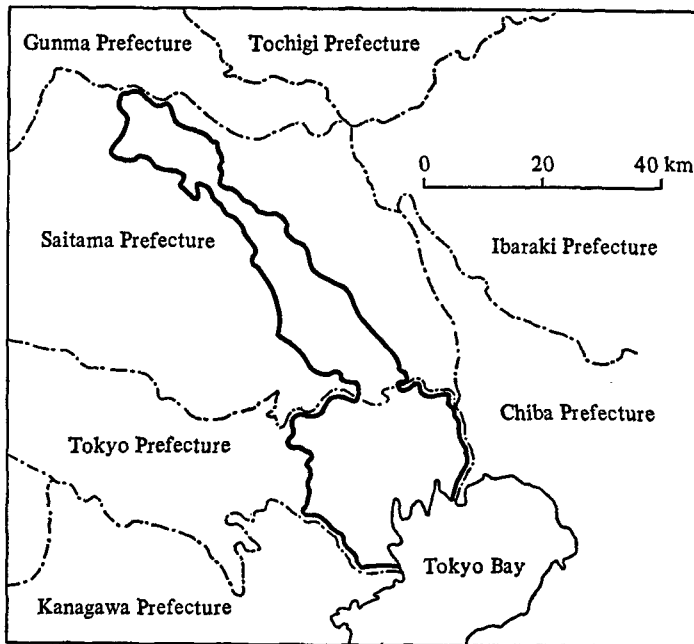 Gunma Prefecture
Tochigi Prefecture
0 20 40 km
Saitama Prefecture
Ibaraki Prefecture
Chiba Prefecture
Tokyo Prefecture
Tokyo Bay
Kanagawa Prefecture